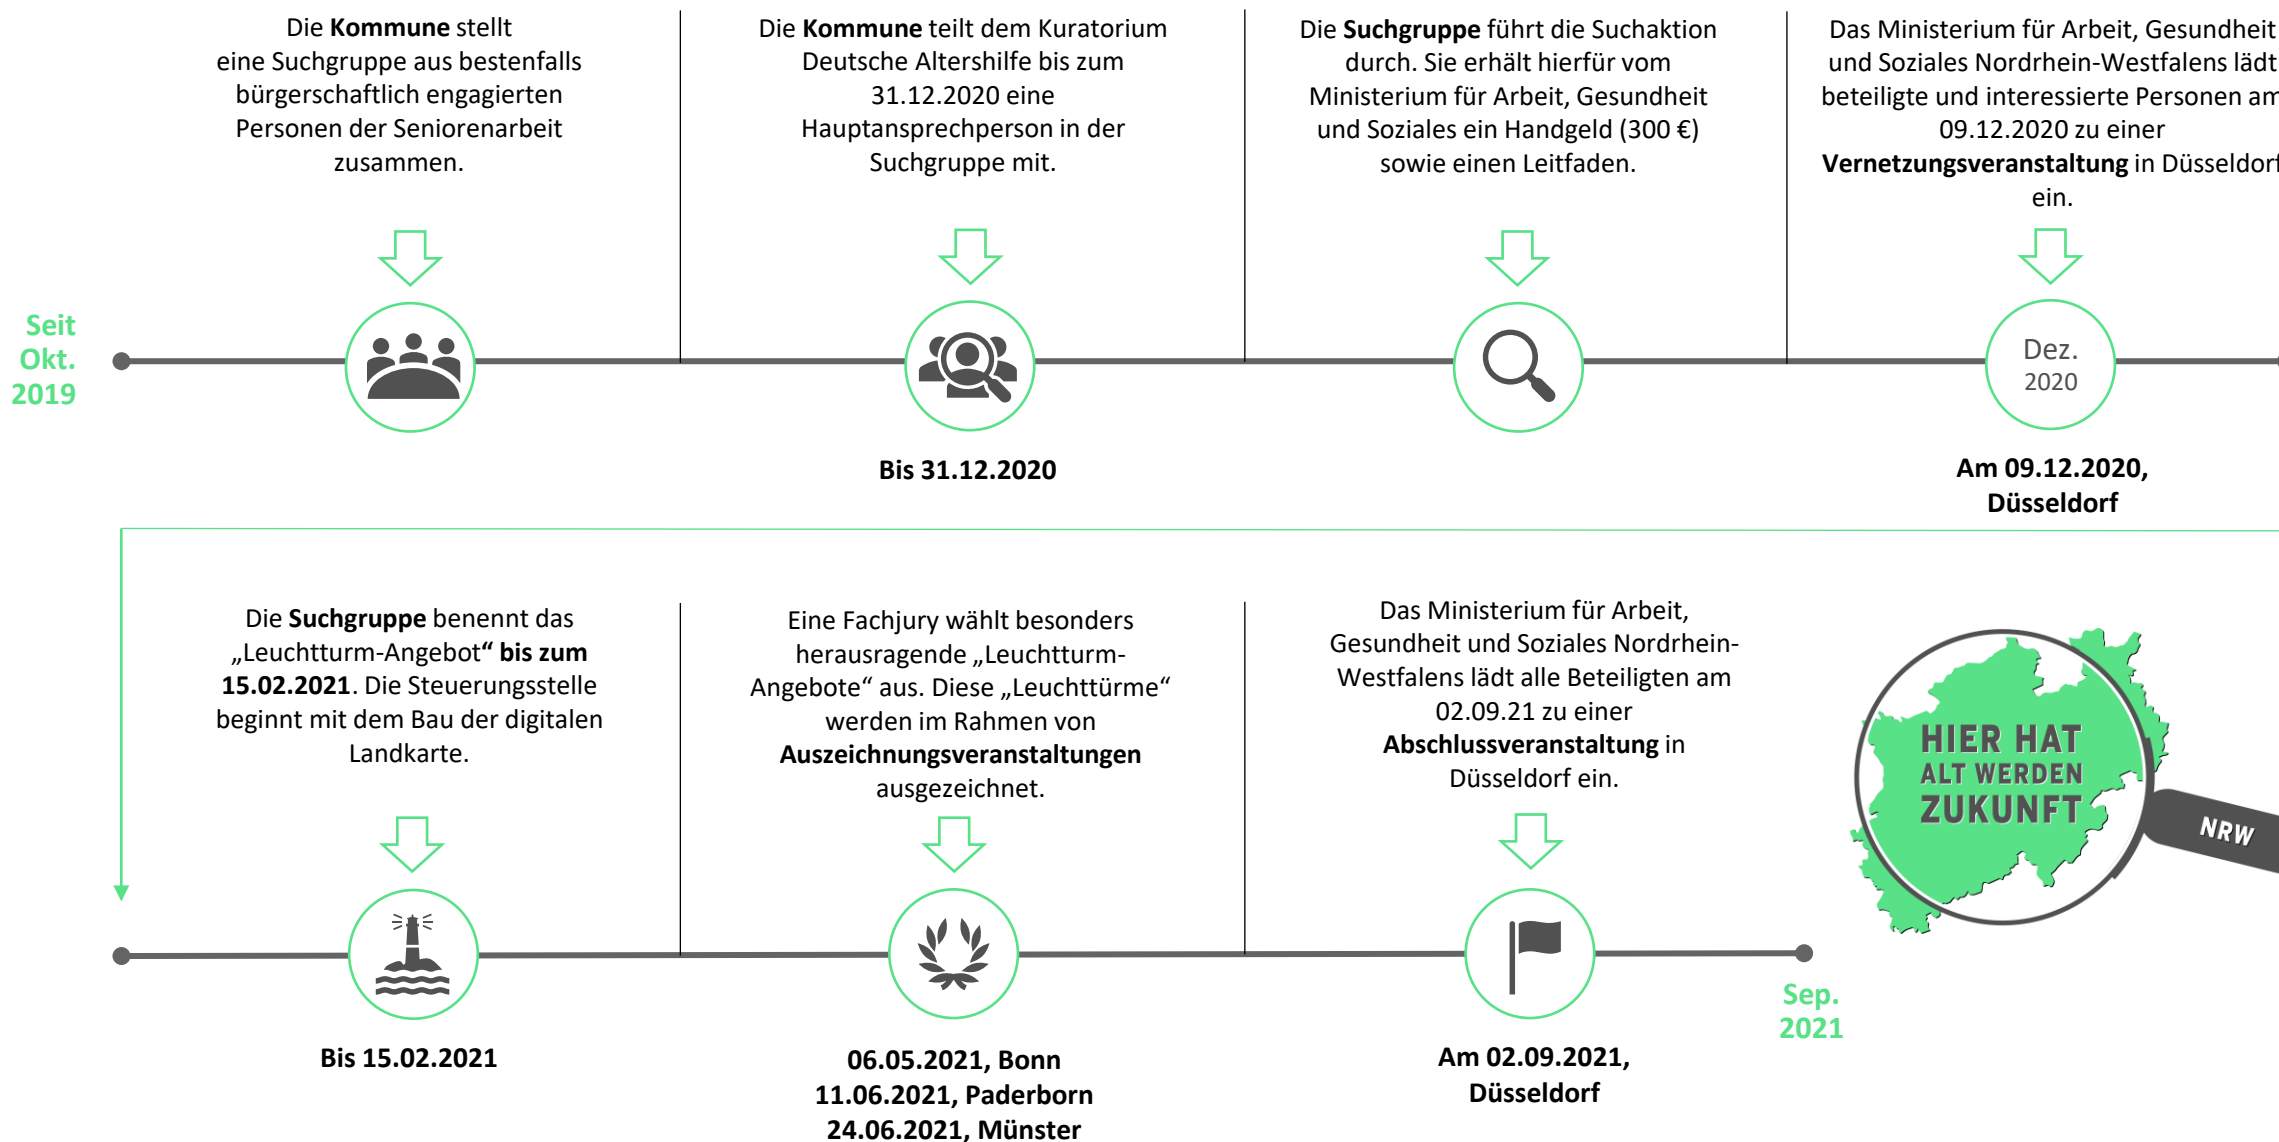 Die Kommune stellt
eine Suchgruppe aus bestenfalls
bürgerschaftlich engagierten
Personen der Seniorenarbeit
zusammen.
Die Kommune teilt dem Kuratorium
Deutsche Altershilfe bis zum
31.12.2020 eine
Hauptansprechperson in der
Suchgruppe mit.
Die Suchgruppe führt die Suchaktion
durch. Sie erhält hierfür vom
Ministerium für Arbeit, Gesundheit
und Soziales ein Handgeld (300 €)
sowie einen Leitfaden.
Das Ministerium für Arbeit, Gesundheit
und Soziales Nordrhein-Westfalens lädt
beteiligte und interessierte Personen am
09.12.2020 zu einer
Vernetzungsveranstaltung in Düsseldorf
ein.
Seit
Okt.
2019
Dez.
2020
Bis 31.12.2020
Am 09.12.2020,
Düsseldorf
Die Suchgruppe benennt das
„Leuchtturm-Angebot“ bis zum
15.02.2021. Die Steuerungsstelle
beginnt mit dem Bau der digitalen
Landkarte.
Eine Fachjury wählt besonders
herausragende „Leuchtturm-
Angebote“ aus. Diese „Leuchttürme“
werden im Rahmen von
Auszeichnungsveranstaltungen
ausgezeichnet.
Das Ministerium für Arbeit,
Gesundheit und Soziales Nordrhein-
Westfalens lädt alle Beteiligten am
02.09.21 zu einer
Abschlussveranstaltung in
Düsseldorf ein.
HIER HAT
ALT WERDEN
ZUKUNFT
NRW
Sep.
2021
Bis 15.02.2021
06.05.2021, Bonn
11.06.2021, Paderborn
24.06.2021, Münster
Am 02.09.2021,
Düsseldorf